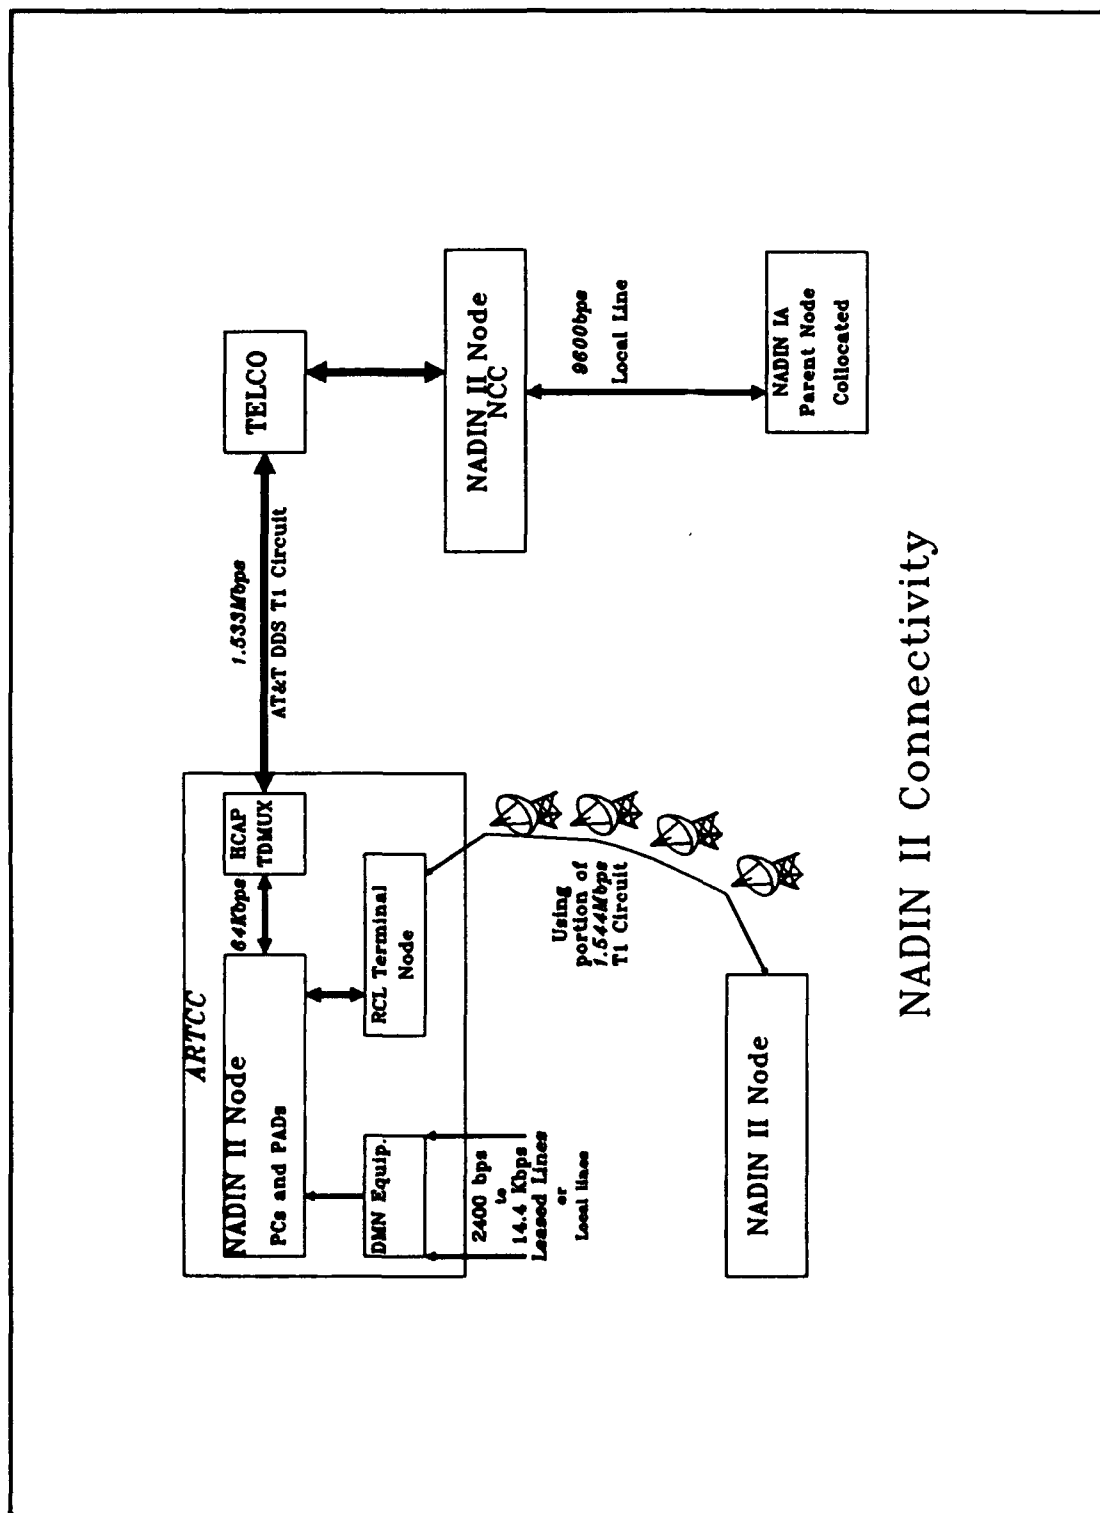 ARTCC
NADIN II Node
PCs and PADs
64Kbps
HCAP
TDMUX
1.533Mbps
AT&T DDS T1 Circuit
TELCO
DMN Equip.
RCL Terminal
Node
2400 bps
to
14.4 Kbps
Leased Lines
or
Local lines
Using
portion of
1.544Mbps
T1 Circuit
NADIN II Node
NCC
9600bps
Local Line
NADIN II Node
NADIN IA
Parent Node
Collocated
NADIN II Connectivity